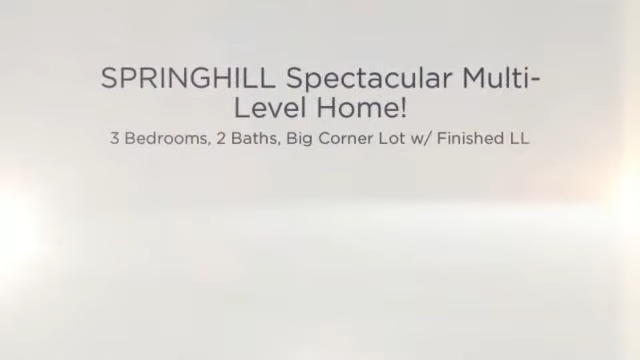 SPRINGHILL Spectacular Multi-
Level Home!
3 Bedrooms, 2 Baths, Big Corner Lot w/ Finished LL